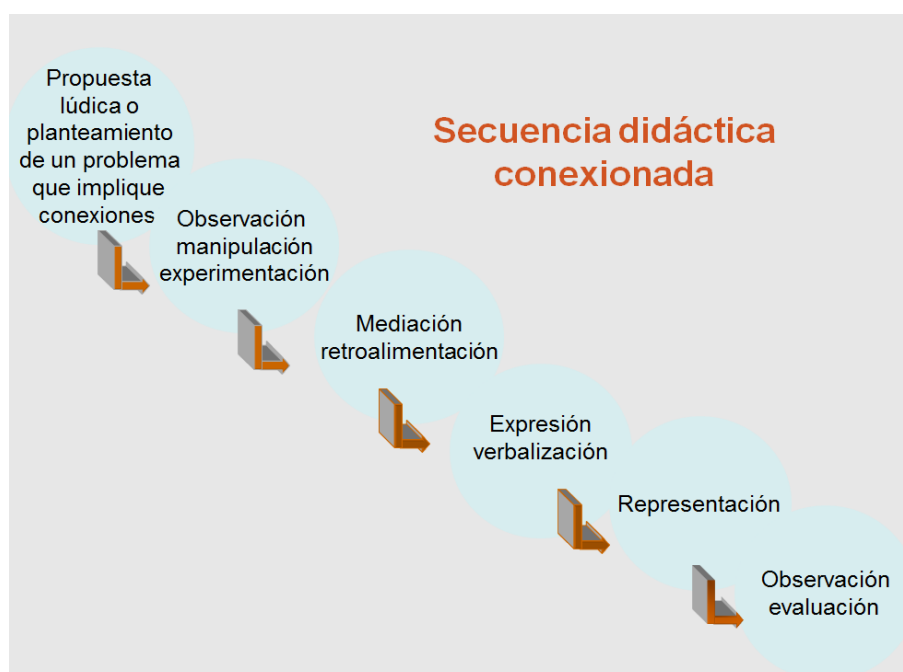 Secuencia didáctica
conexionada
Propuesta
lúdica o
planteamiento
de un problema
que implique
conexiones
Observación
manipulación
experimentación
Mediación
retroalimentación
Expresión
verbalización
Representación
Observación
evaluación